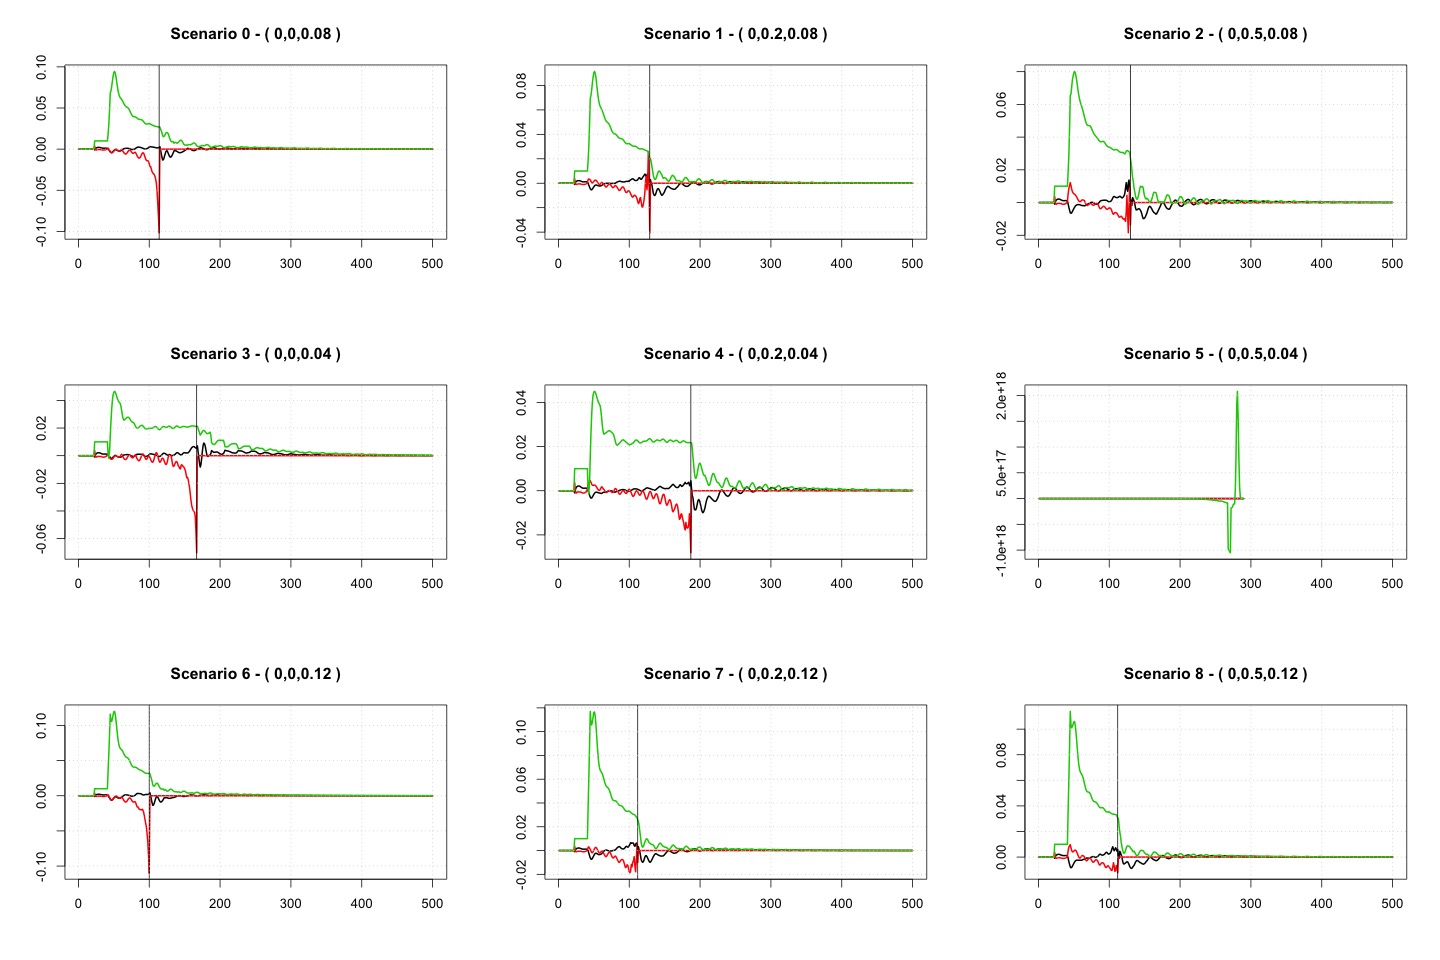 Scenario 0 - ( 0,0,0.08 )
0.10
0.05
0.00
-0.05
-0.10
0 100 200 300 400 500
Scenario 1 - ( 0,0.2,0.08 )
0.08
0.04
0.00
-0.04
0 100 200 300 400 500
Scenario 2 - ( 0,0.5,0.08 )
0.06
0.02
-0.02
0 100 200 300 400 500
Scenario 3 - ( 0,0,0.04 )
0.02
-0.02
-0.06
0 100 200 300 400 500
Scenario 4 - ( 0,0.2,0.04 )
0.04
0.02
0.00
-0.02
0 100 200 300 400 500
Scenario 5 - ( 0,0.5,0.04 )
2.0e+18
5.0e+17
-1.0e+18
0 100 200 300 400 500
Scenario 6 - ( 0,0,0.12 )
0.10
0.00
-0.10
0 100 200 300 400 500
Scenario 7 - ( 0,0.2,0.12 )
0.10
0.06
0.02
-0.02
0 100 200 300 400 500
Scenario 8 - ( 0,0.5,0.12 )
0.08
0.04
0.00
0 100 200 300 400 500